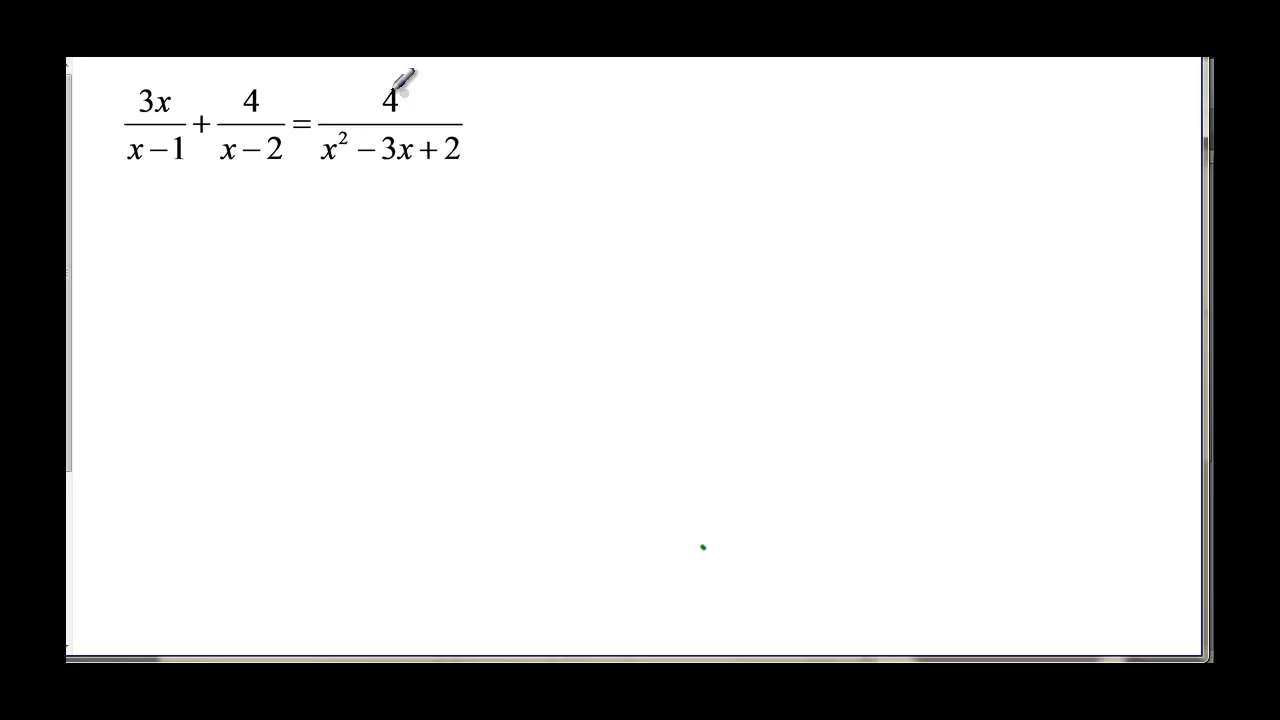 3x/(x − 1) + 4/(x − 2) = 4/(x² − 3x + 2)